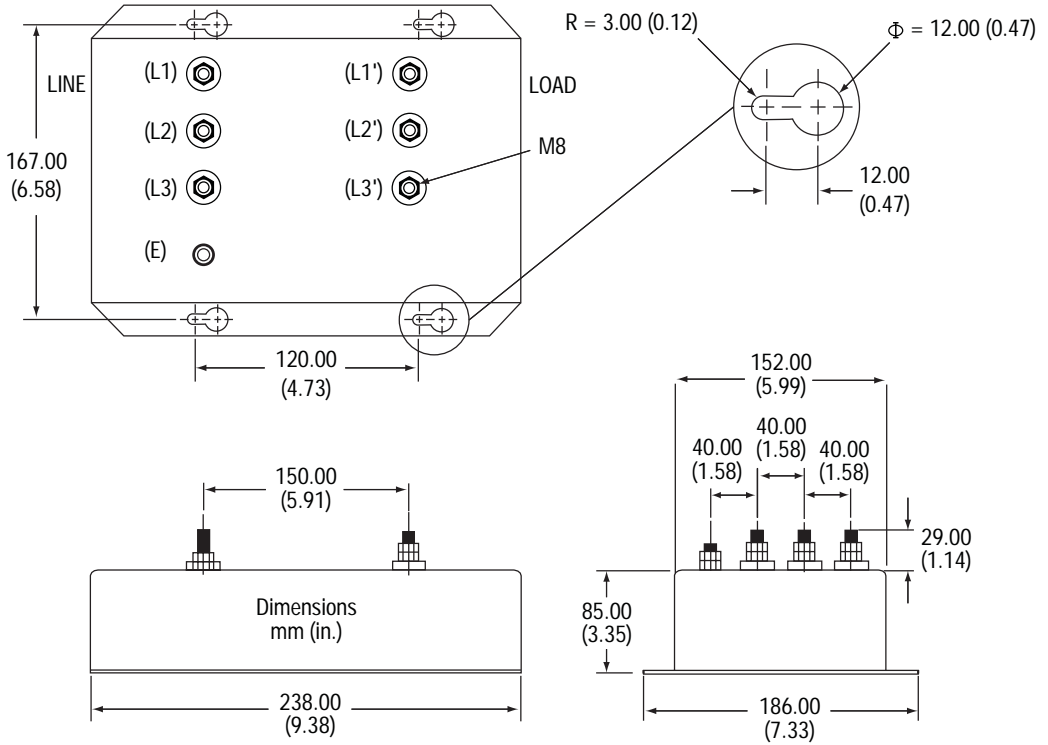 R = 3.00 (0.12)
Φ = 12.00 (0.47)
LINE
(L1)
(L1')
LOAD
(L2)
(L2')
M8
167.00
(6.58)
(L3)
(L3')
12.00
(0.47)
(E)
120.00
(4.73)
152.00
(5.99)
40.00
(1.58)
40.00
(1.58)
40.00
(1.58)
150.00
(5.91)
29.00
(1.14)
Dimensions
mm (in.)
85.00
(3.35)
238.00
(9.38)
186.00
(7.33)